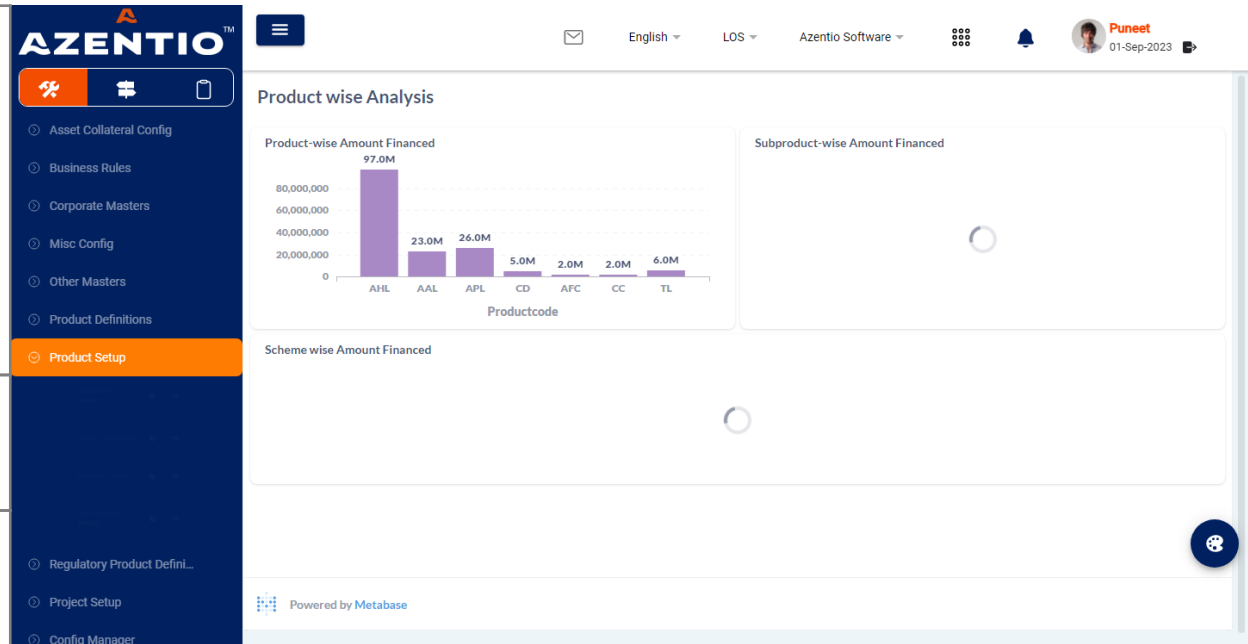 AZENTIO™
English
LOS
Azentio Software
Puneet
01-Sep-2023
Asset Collateral Config
Business Rules
Corporate Masters
Misc Config
Other Masters
Product Definitions
Product Setup
Regulatory Product Defini...
Project Setup
Config Manager
Product wise Analysis
Product-wise Amount Financed
97.0M
80,000,000
60,000,000
40,000,000
20,000,000
0
23.0M
26.0M
5.0M
2.0M
2.0M
6.0M
AHL
AAL
APL
CD
AFC
CC
TL
Productcode
Subproduct-wise Amount Financed
Scheme wise Amount Financed
Powered by Metabase